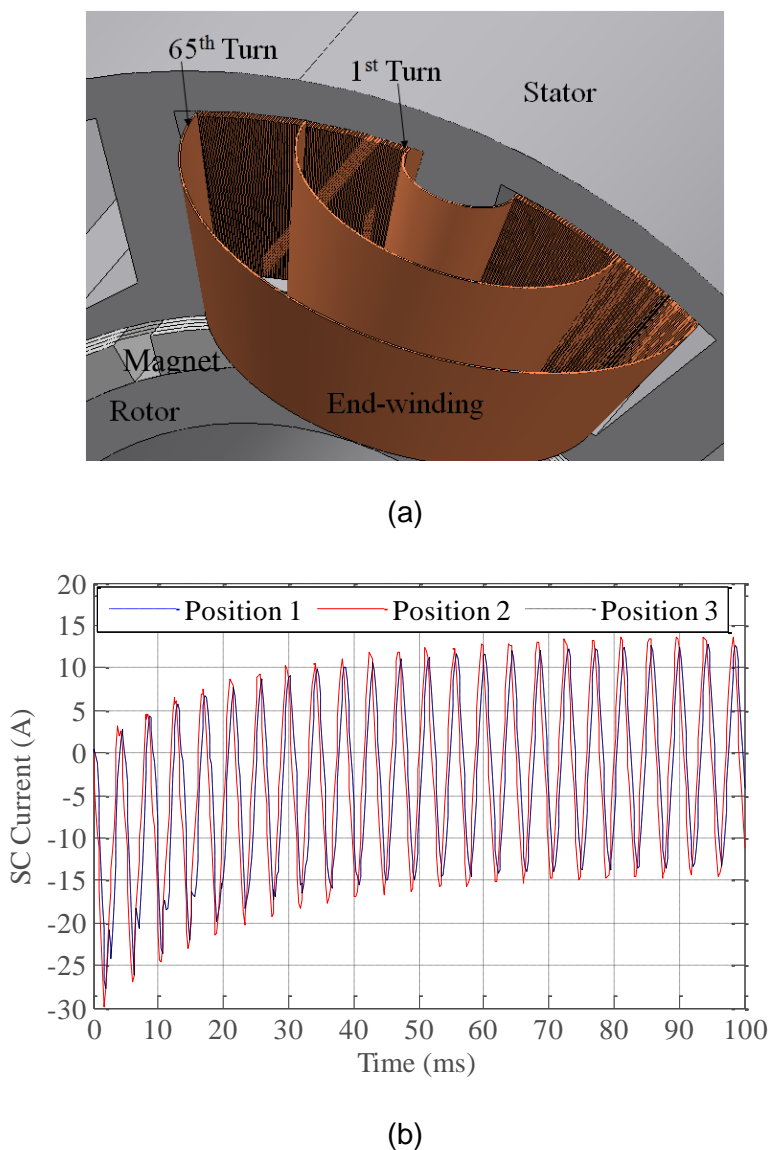 65th Turn
1st Turn
Stator
Magnet
Rotor
End-winding
(a)
20
15
10
5
0
-5
-10
-15
-20
-25
-30
Position 1 Position 2 Position 3
SC Current (A)
0 10 20 30 40 50 60 70 80 90 100
Time (ms)
(b)